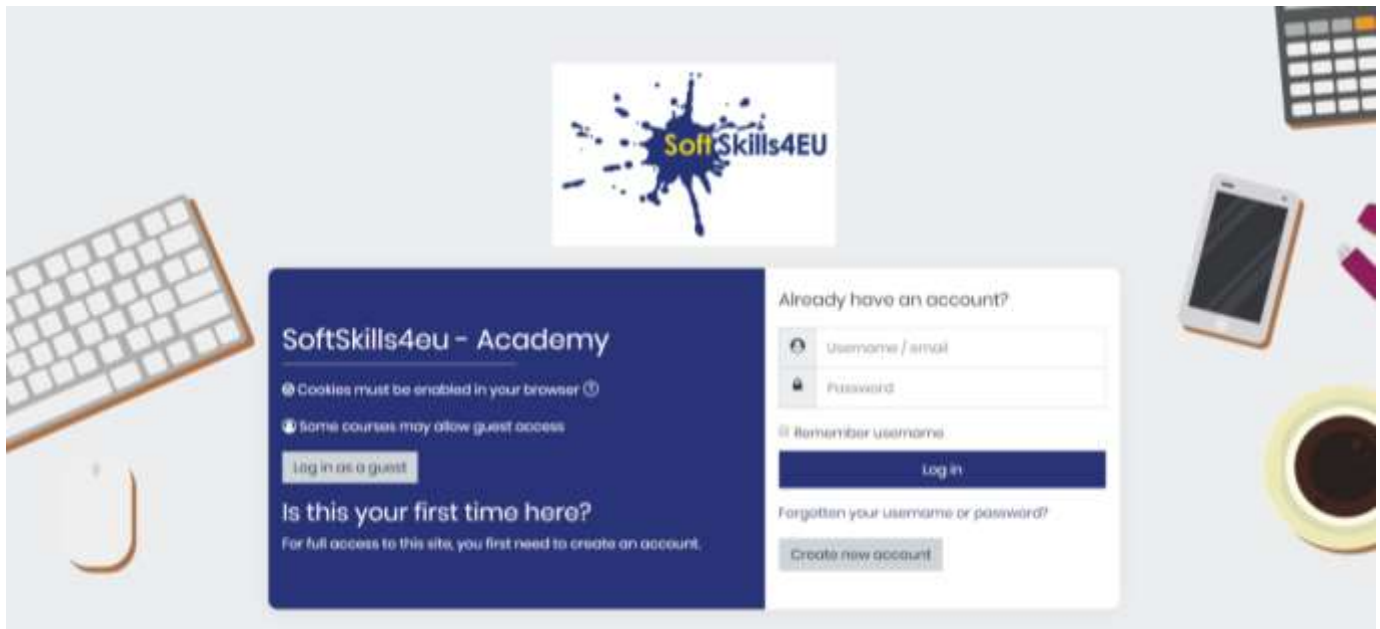 SoftSkills4EU
SoftSkills4eu - Academy
Cookies must be enabled in your browser
Some courses may allow guest access
Log in as a guest
Is this your first time here?
For full access to this site, you first need to create an account.
Already have an account?
Username / email
Password
Remember username
Log in
Forgotten your username or password?
Create new account